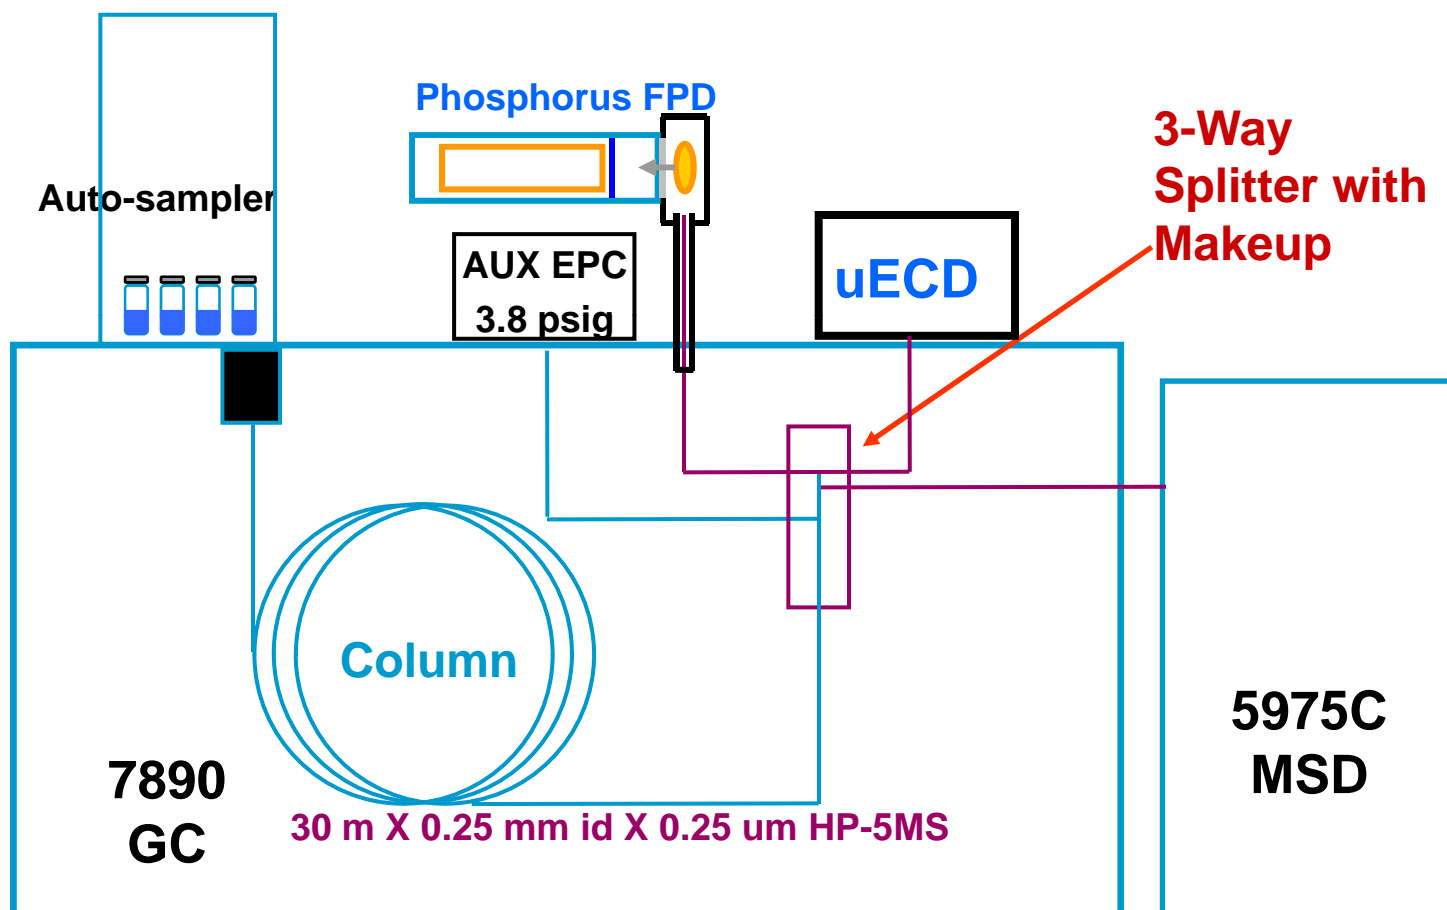 Phosphorus FPD
3-Way
Splitter with
Makeup
Auto-sampler
AUX EPC
3.8 psig
uECD
Column
5975C
MSD
7890
GC
30 m X 0.25 mm id X 0.25 um HP-5MS